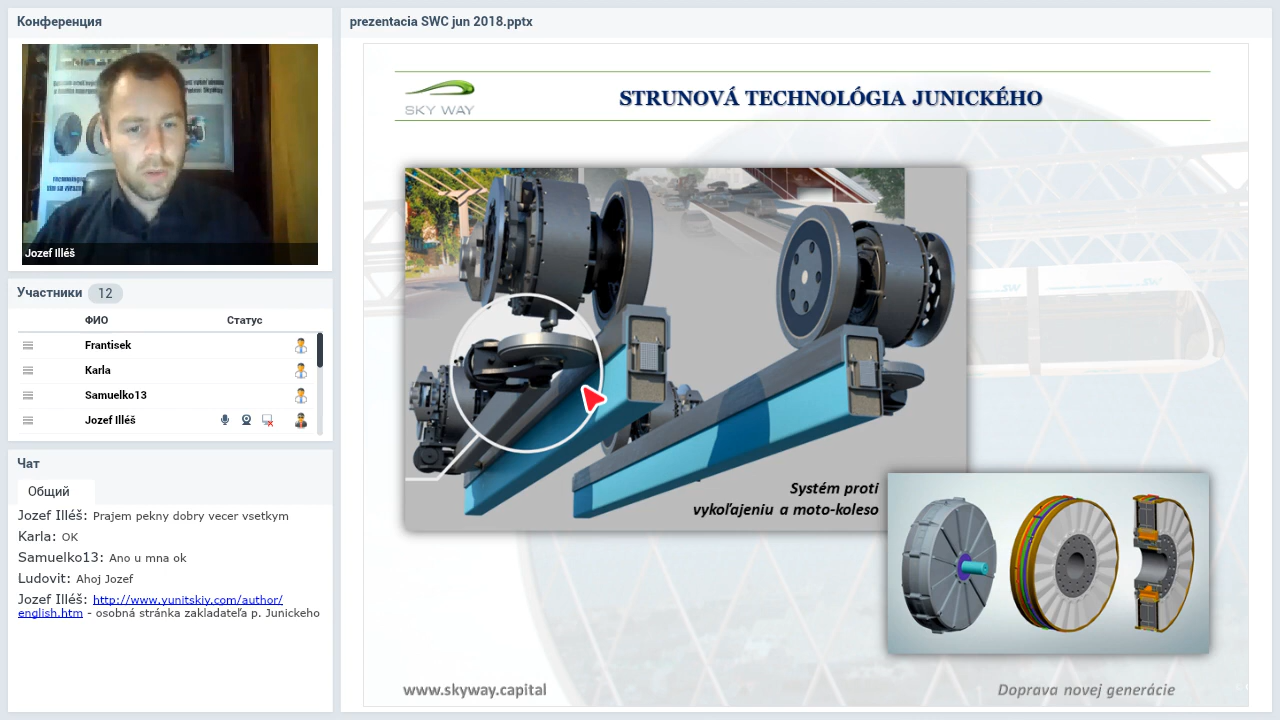 Конференция
Jozef Illéš
Участники 12
ФИО Статус
Frantisek
Karla
Samuelko13
Jozef Illéš
Чат
Общий
Jozef Illéš: Prajem pekny dobry vecer vsetkym
Karla: OK
Samuelko13: Ano u mna ok
Ludovit: Ahoj Jozef
Jozef Illéš: http://www.yunitskiy.com/author/
english.htm - osobná stránka zakladateľa p. Junickeho
prezentacia SWC jun 2018.pptx
SKY WAY
STRUNOVÁ TECHNOLÓGIA JUNICKÉHO
SW
SW
Systém proti
vykoľajeniu a moto-koleso
www.skyway.capital
Doprava novej generácie